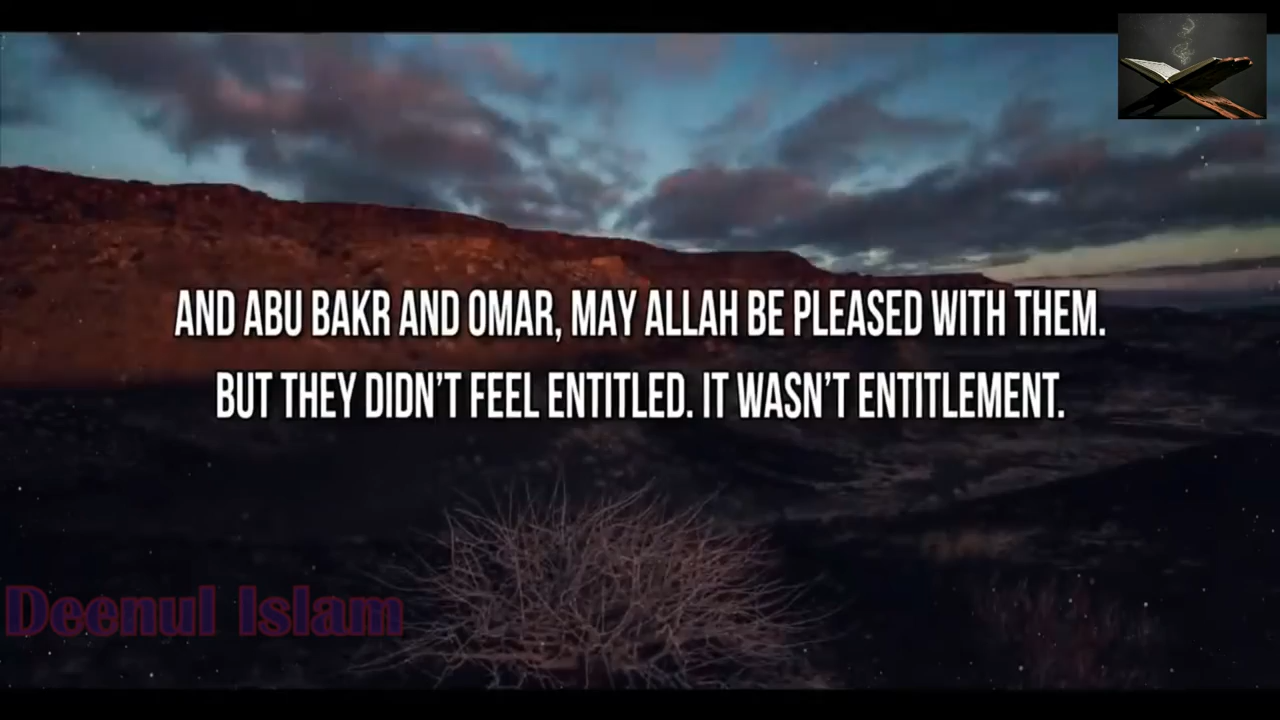 AND ABU BAKR AND OMAR, MAY ALLAH BE PLEASED WITH THEM.
BUT THEY DIDN'T FEEL ENTITLED. IT WASN'T ENTITLEMENT.
Deenul Islam